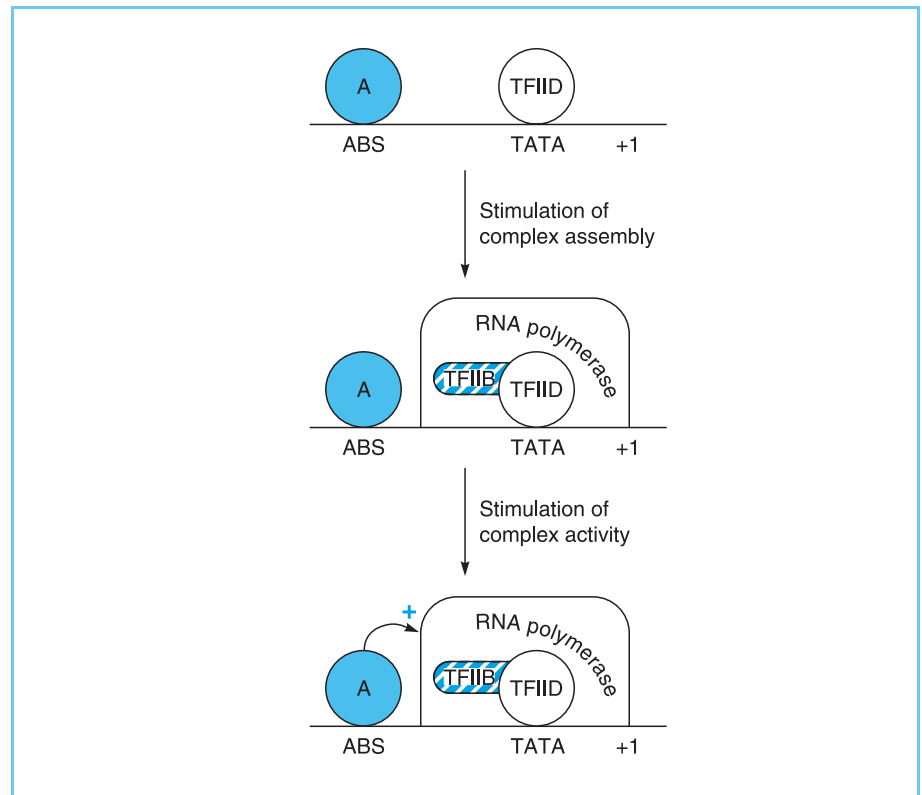 A TFIID
ABS TATA +1
Stimulation of
complex assembly
RNA polymerase
A TFIIB TFIID
ABS TATA +1
Stimulation of
complex activity
+
RNA polymerase
A TFIIB TFIID
ABS TATA +1